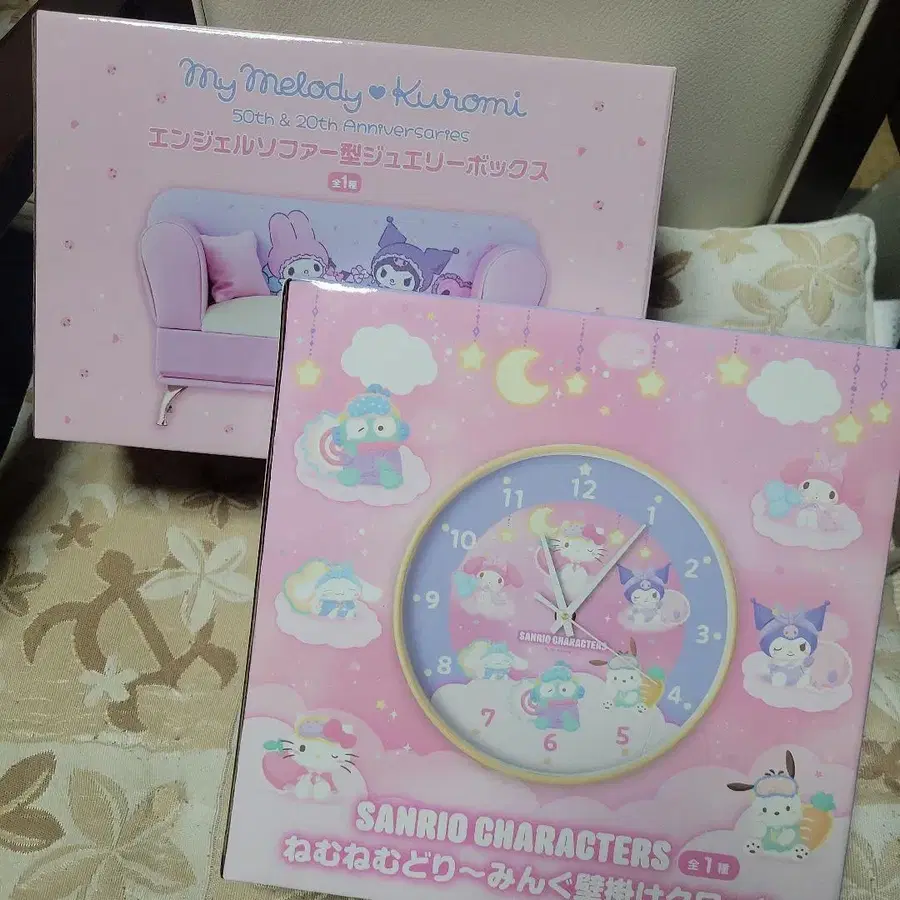 My Melody♥Kuromi
50th & 20th Anniversaries
エンジェルソファー型ジュエリーボックス
全1種
12
11
1
10
2
9
3
8
4
7
5
6
SANRIO CHARACTERS
SANRIO CHARACTERS
全1種
ねむねむどり～みんぐ壁掛けクロ